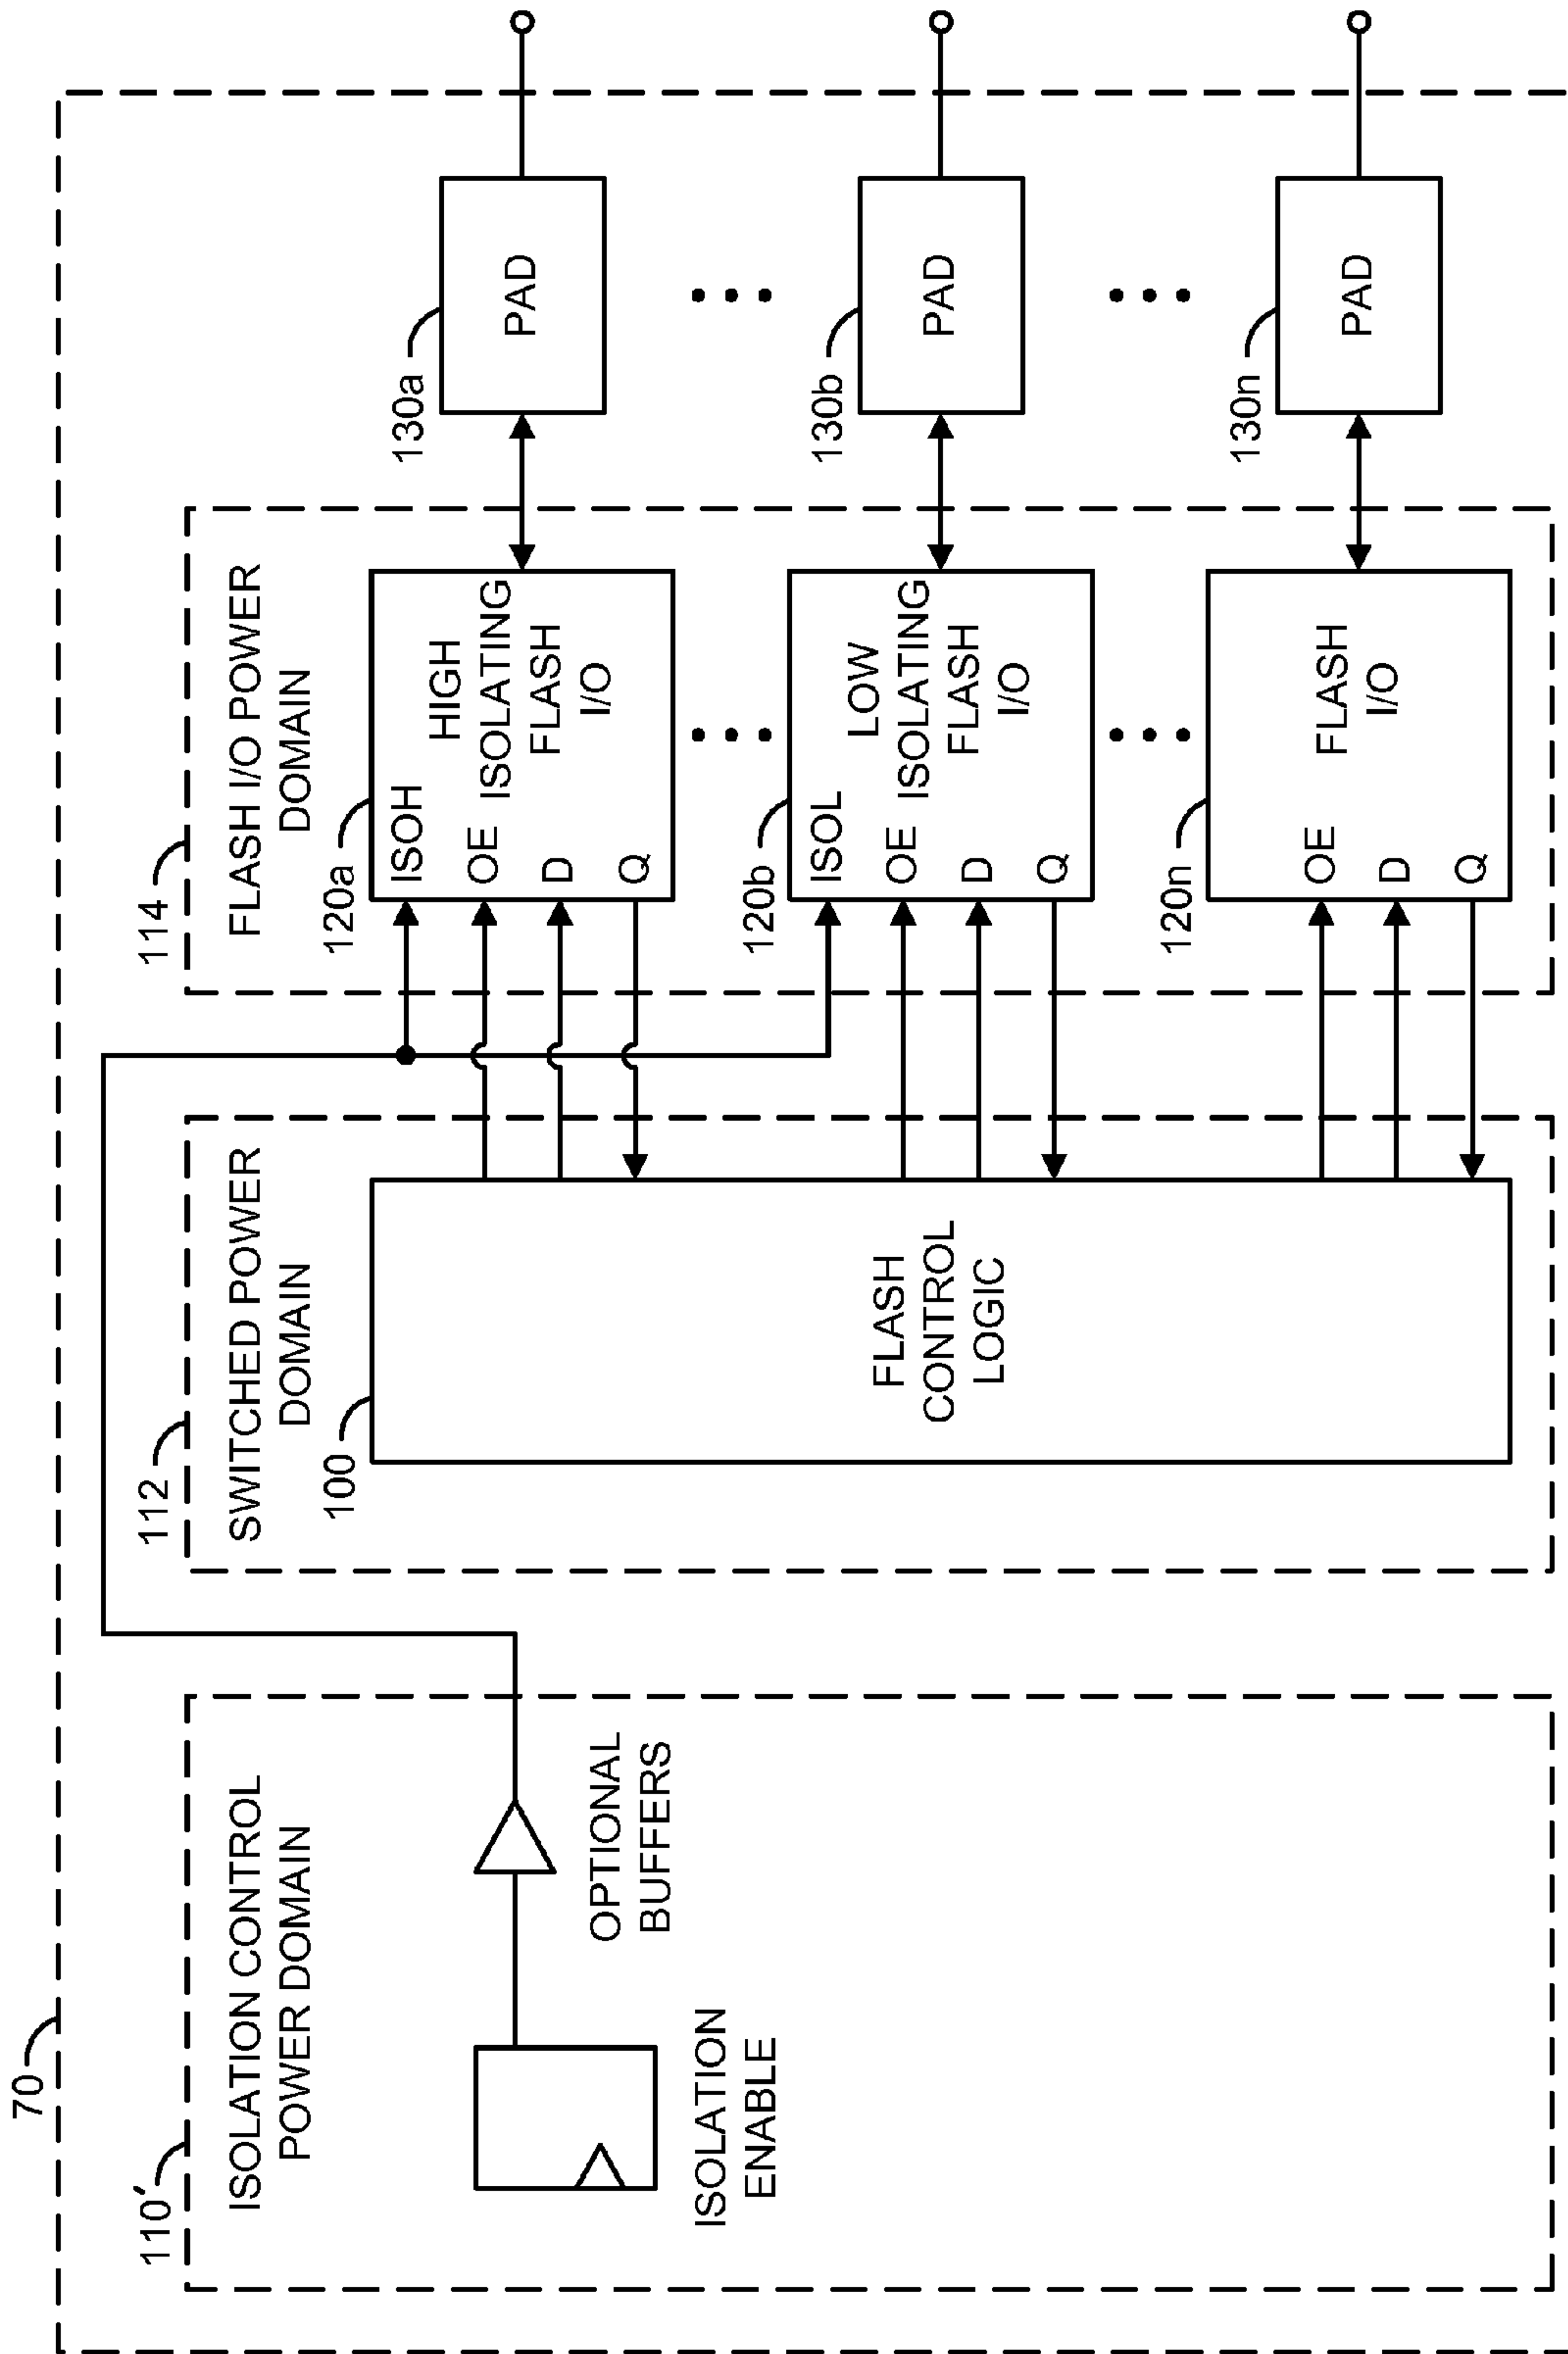 70
110′
ISOLATION CONTROL
POWER DOMAIN
ISOLATION
ENABLE
OPTIONAL
BUFFERS
112
SWITCHED POWER
DOMAIN
100
FLASH
CONTROL
LOGIC
114
FLASH I/O POWER
DOMAIN
120a
ISOH
OE
D
Q
HIGH
ISOLATING
FLASH
I/O
120b
ISOL
OE
D
Q
LOW
ISOLATING
FLASH
I/O
120n
OE
D
Q
FLASH
I/O
130a
PAD
130b
PAD
130n
PAD